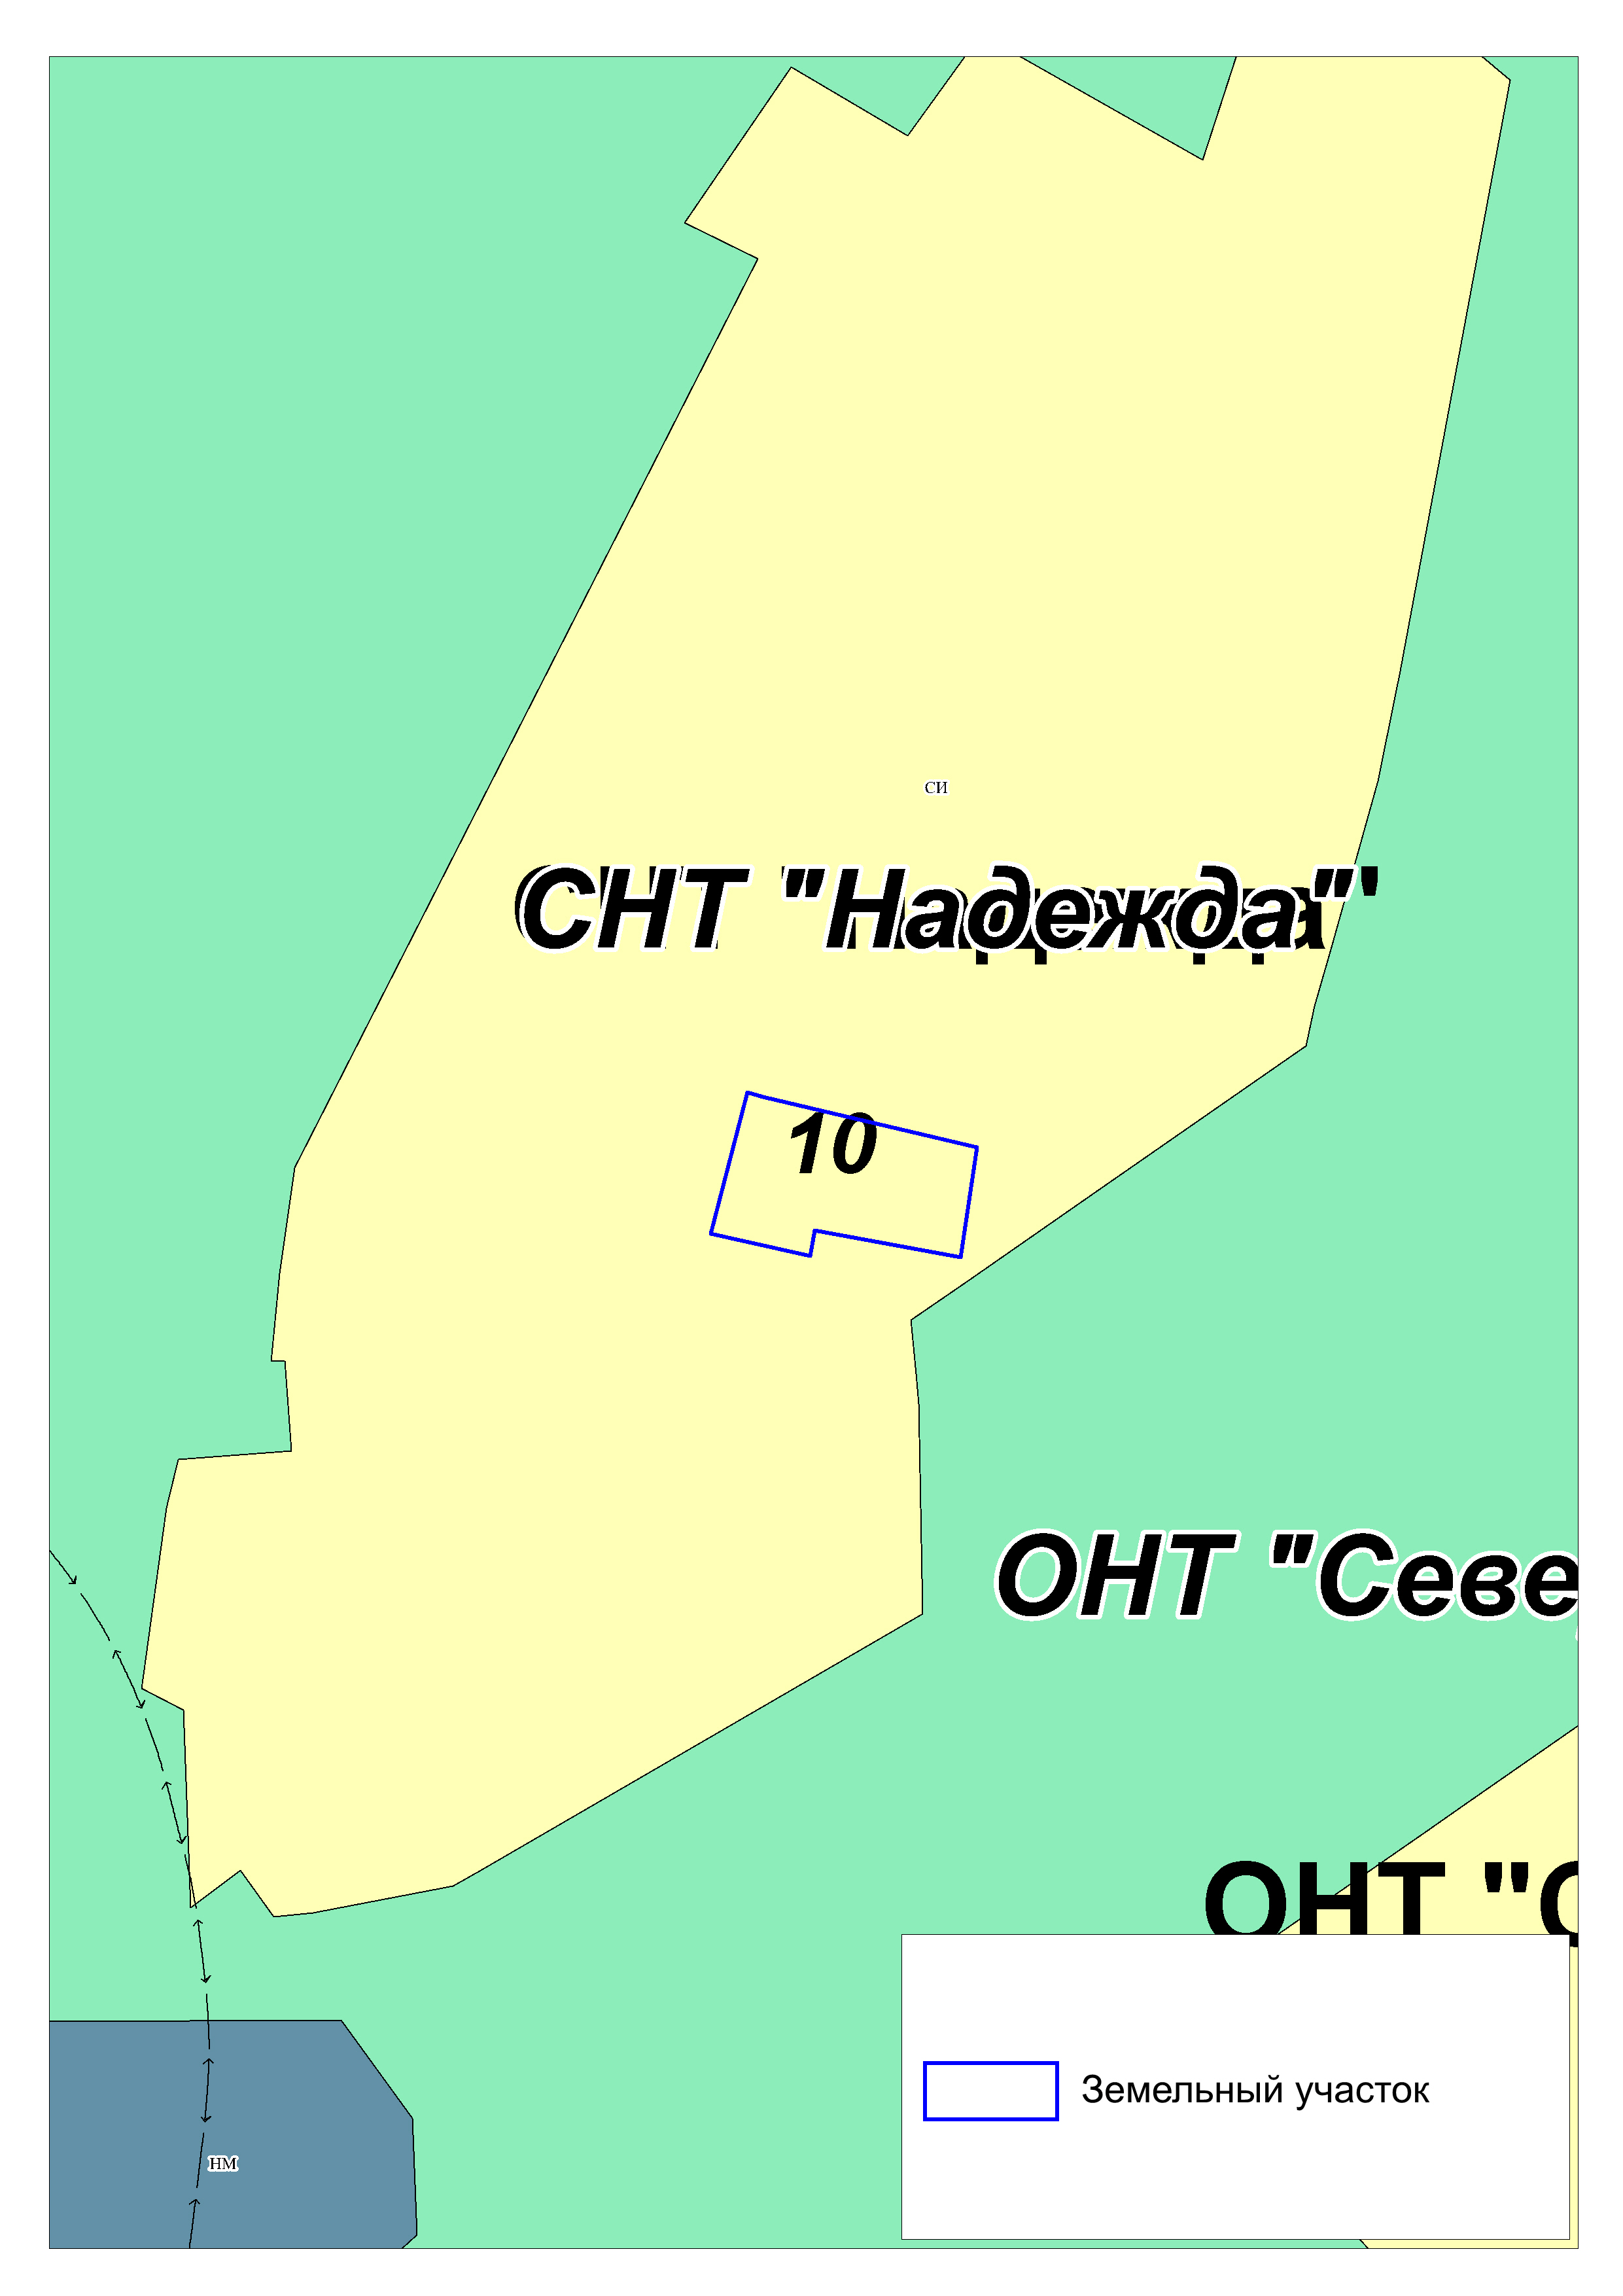 СИ
СНТ "Надежда"
10
ОНТ "Севе
ОНТ "С
Земельный участок
НМ